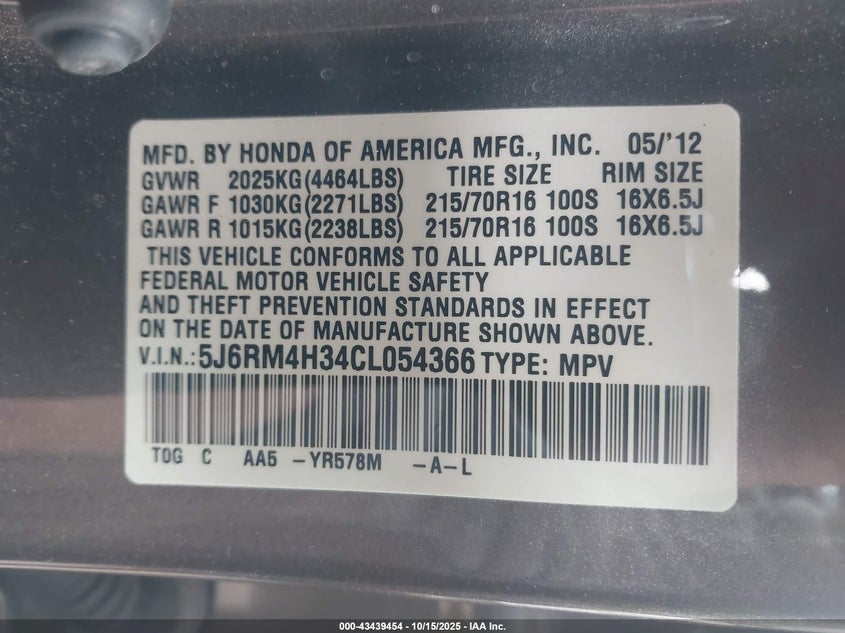 MFD. BY HONDA OF AMERICA MFG., INC. 05/'12
GVWR 2025KG(4464LBS) TIRE SIZE RIM SIZE
GAWR F 1030KG(2271LBS) 215/70R16 100S 16X6.5J
GAWR R 1015KG(2238LBS) 215/70R16 100S 16X6.5J
THIS VEHICLE CONFORMS TO ALL APPLICABLE
FEDERAL MOTOR VEHICLE SAFETY
AND THEFT PREVENTION STANDARDS IN EFFECT
ON THE DATE OF MANUFACTURE SHOWN ABOVE.
V.I.N.: 5J6RM4H34CL054366 TYPE: MPV
TOG C AA5 -YR578M -A-L
000-43439454 - 10/15/2025 - IAA Inc.